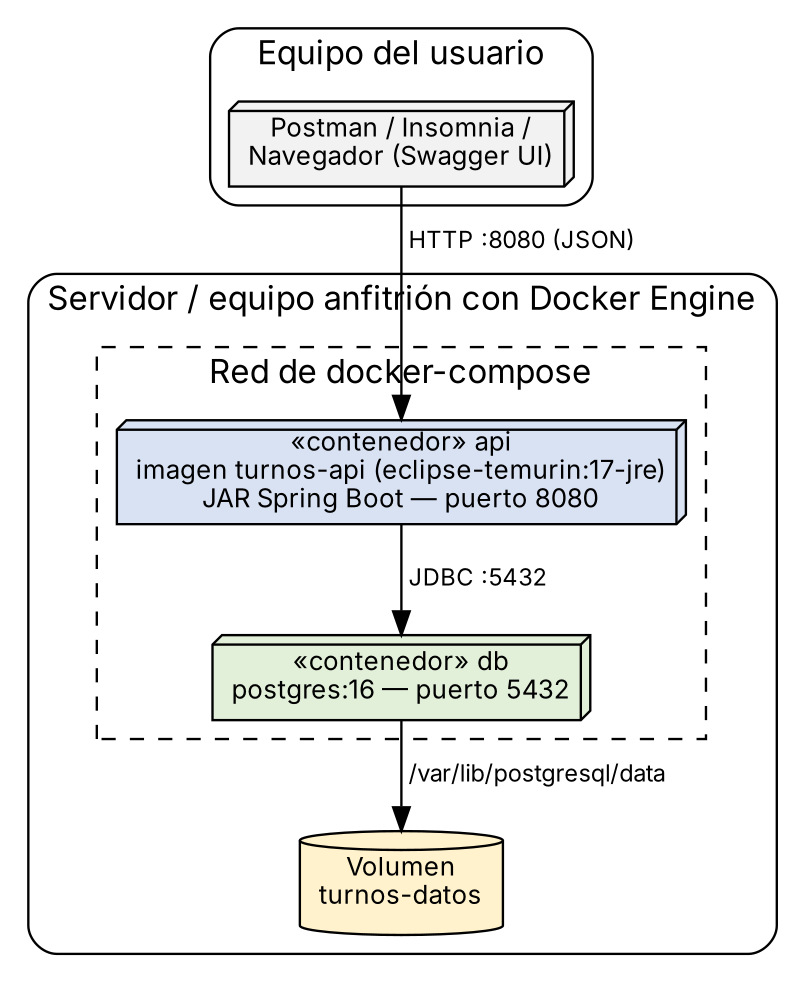 Equipo del usuario
Postman / Insomnia /
Navegador (Swagger UI)
HTTP :8080 (JSON)
Servidor / equipo anfitrión con Docker Engine
Red de docker-compose
«contenedor» api
imagen turnos-api (eclipse-temurin:17-jre)
JAR Spring Boot — puerto 8080
JDBC :5432
«contenedor» db
postgres:16 — puerto 5432
/var/lib/postgresql/data
Volumen
turnos-datos